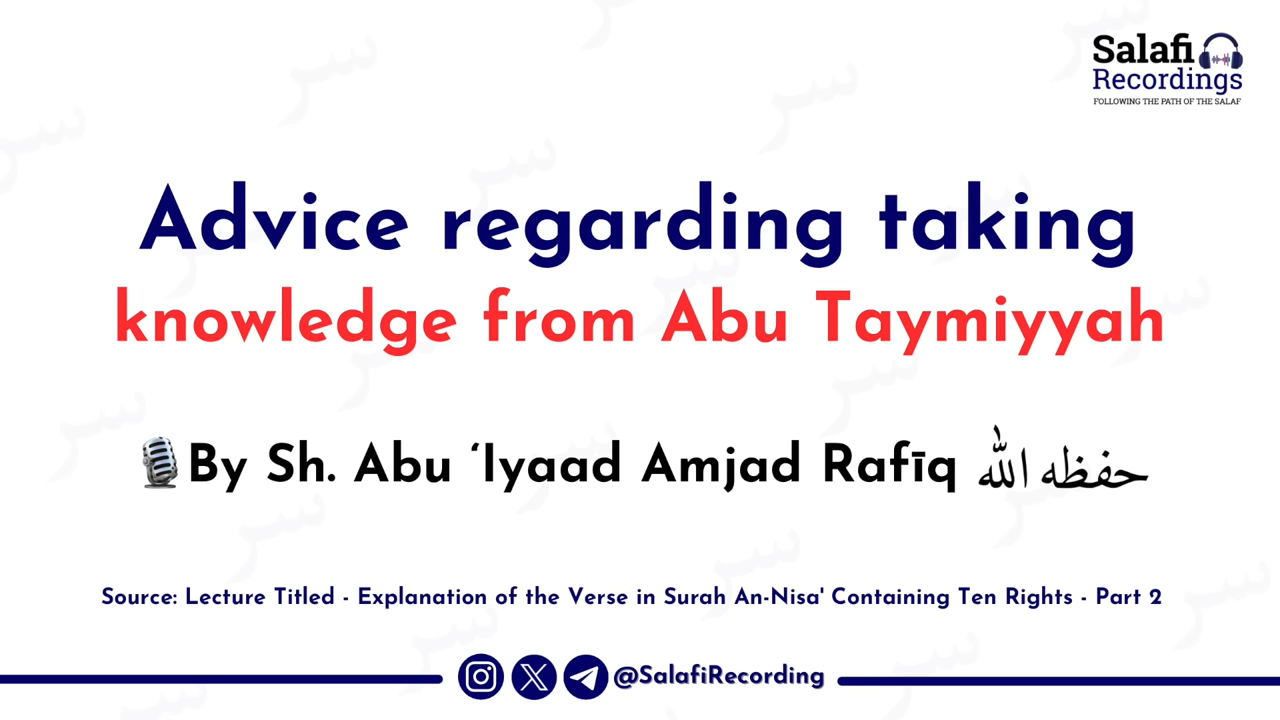 Salafi
Recordings
FOLLOWING THE PATH OF THE SALAF
Advice regarding taking
knowledge from Abu Taymiyyah
By Sh. Abu ‘Iyaad Amjad Rafīq حفظه الله
Source: Lecture Titled - Explanation of the Verse in Surah An-Nisa' Containing Ten Rights - Part 2
@SalafiRecording